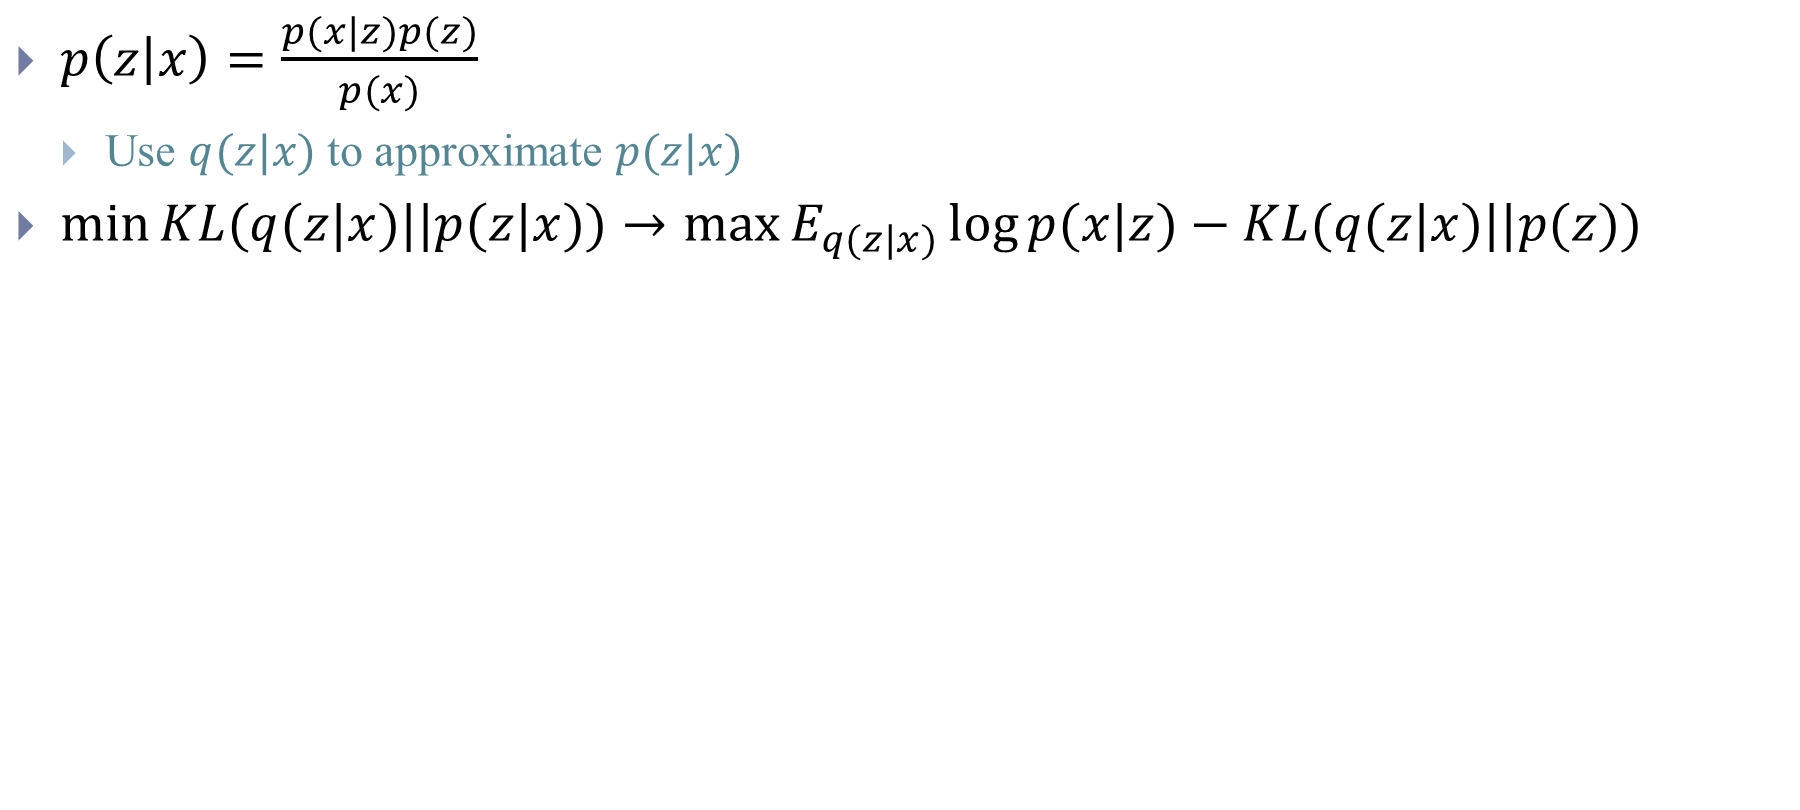 p(z|x) = p(x|z)p(z) / p(x)
Use q(z|x) to approximate p(z|x)
min KL(q(z|x)||p(z|x)) → max E_{q(z|x)} log p(x|z) − KL(q(z|x)||p(z))